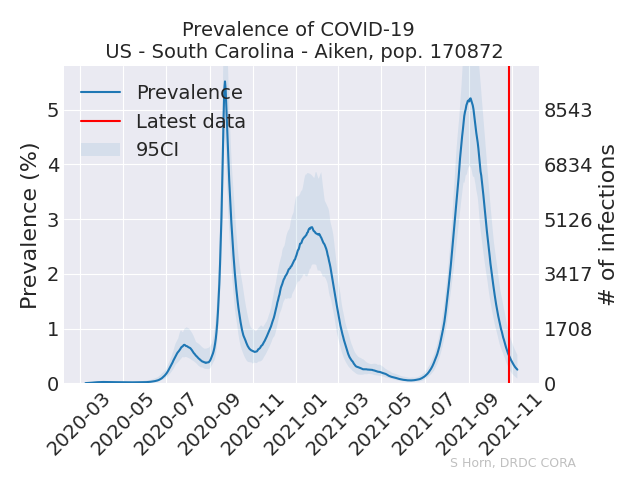 Prevalence of COVID-19
US - South Carolina - Aiken, pop. 170872
Prevalence
Latest data
95CI
Prevalence (%)
5
4
3
2
1
0
8543
6834
5126
3417
1708
0
# of infections
2020-03
2020-05
2020-07
2020-09
2020-11
2021-01
2021-03
2021-05
2021-07
2021-09
2021-11
S Horn, DRDC CORA